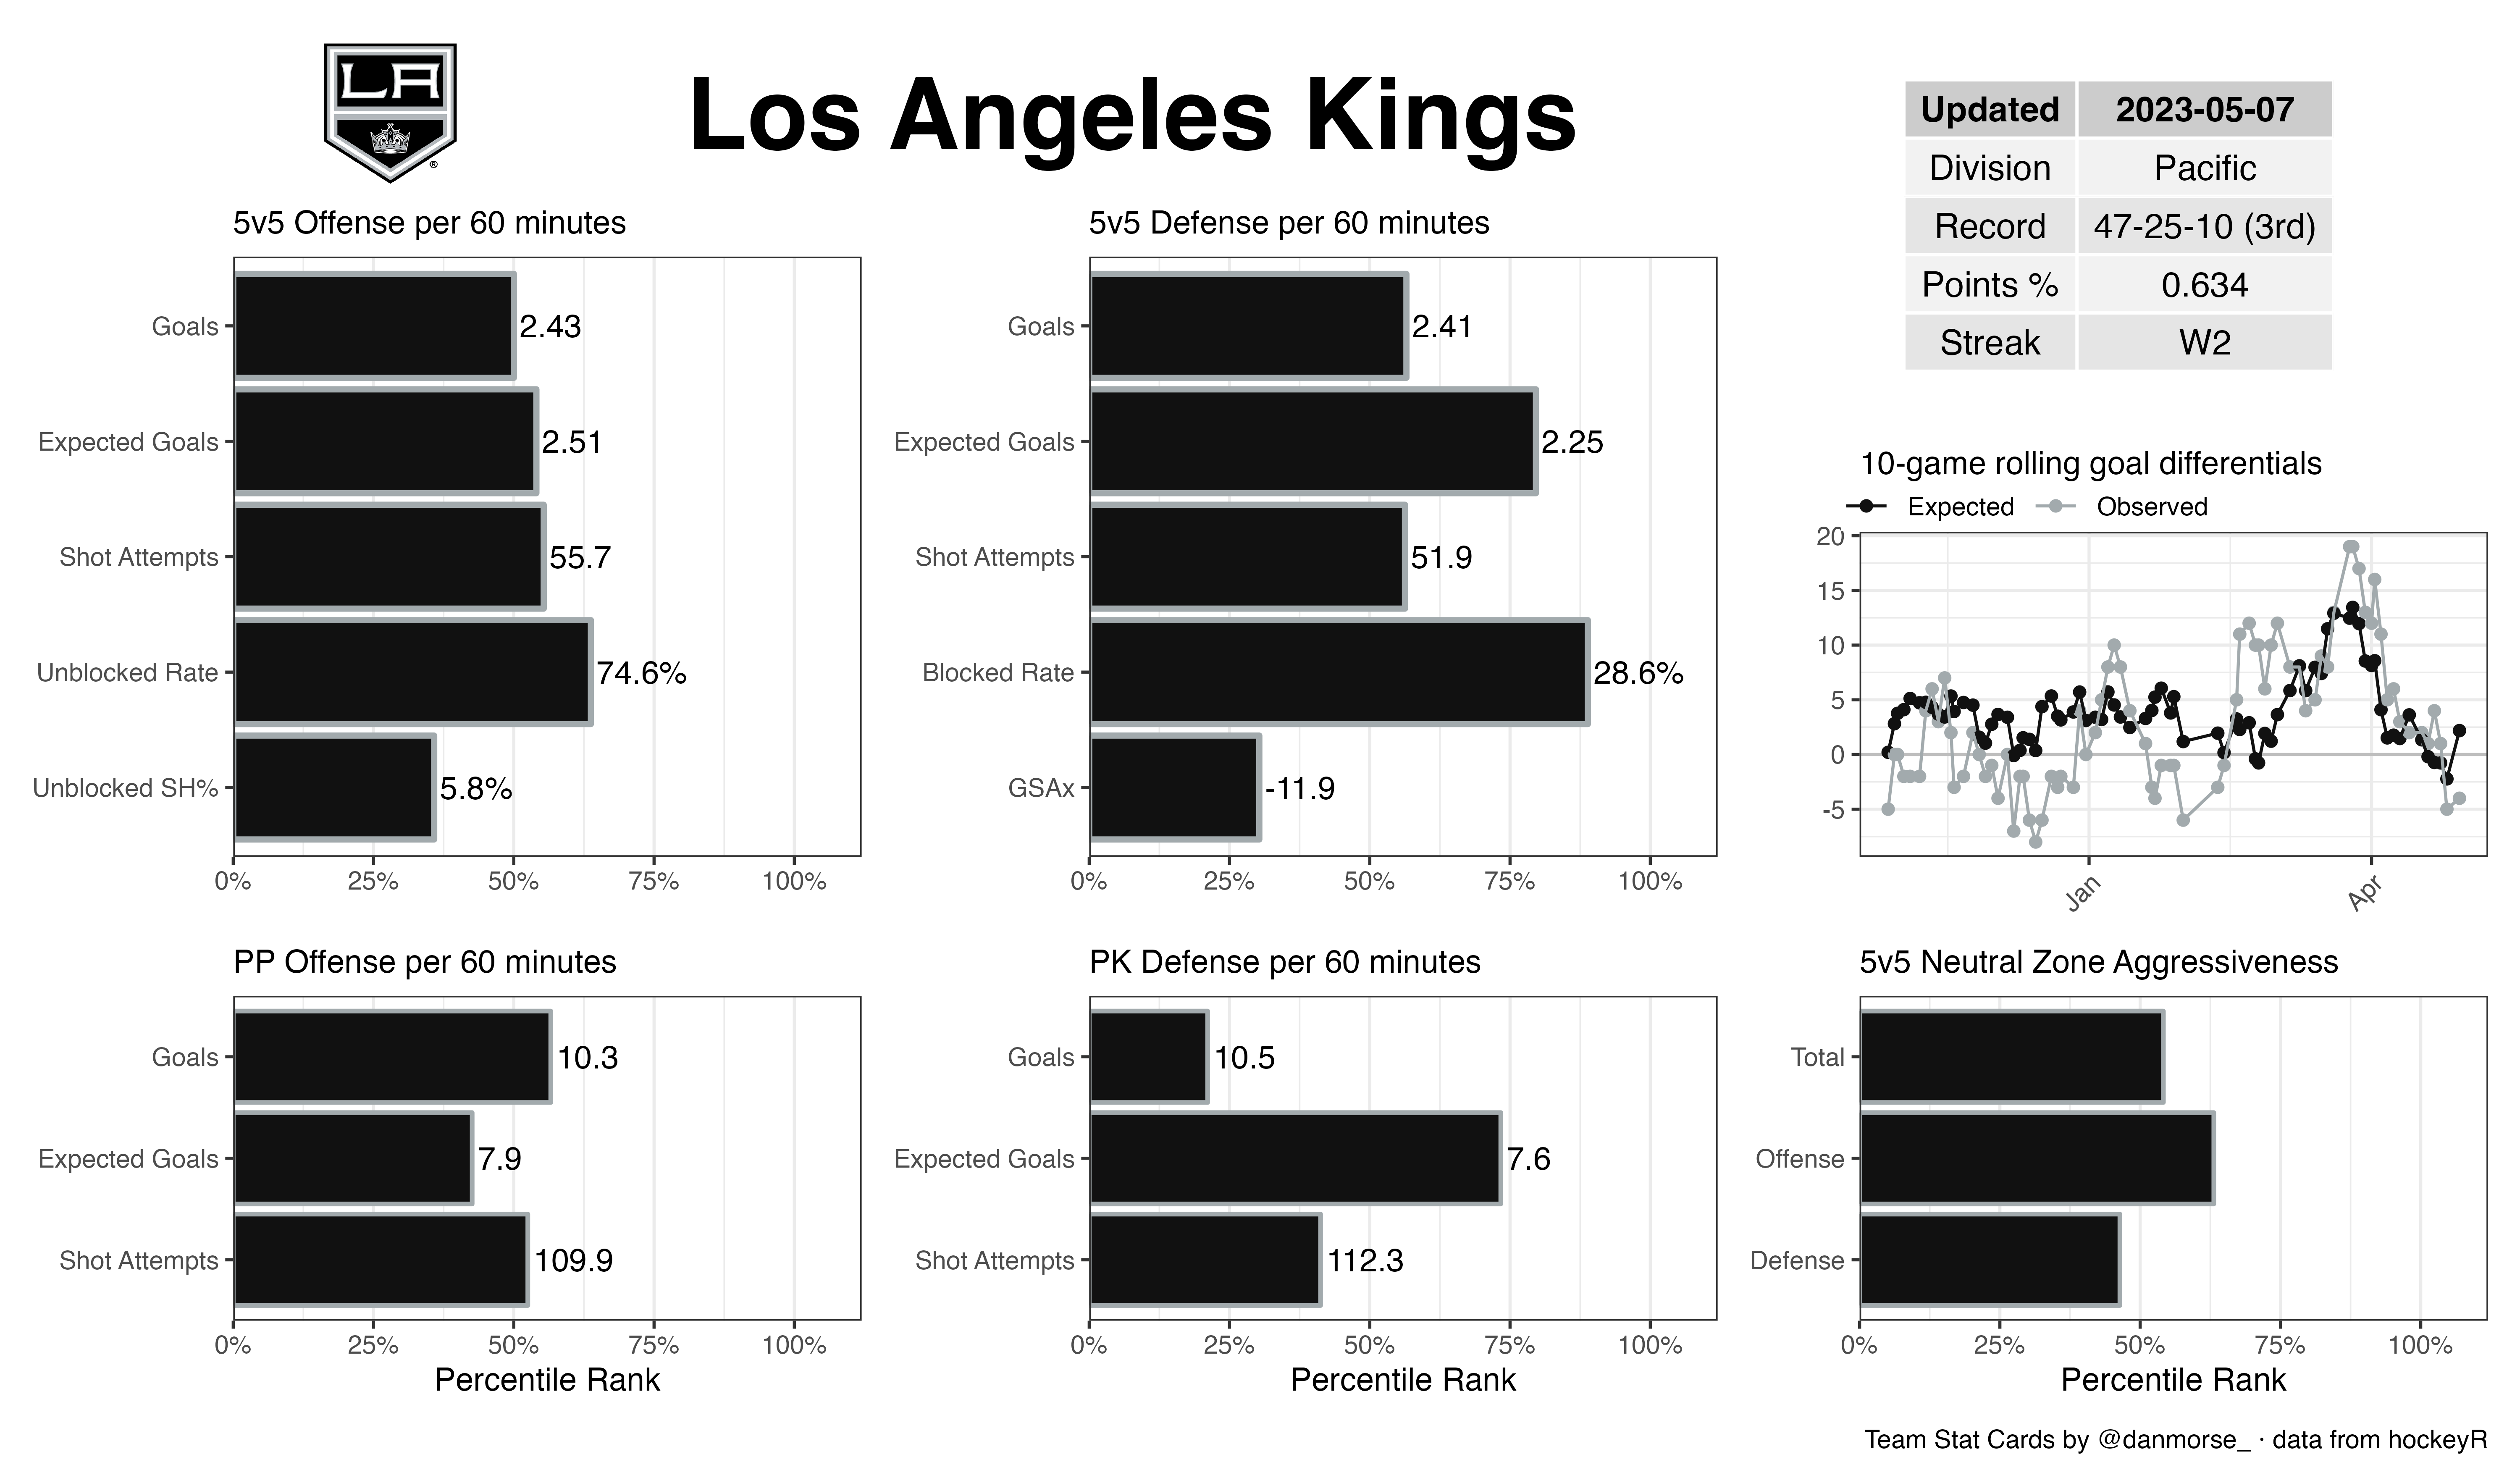 LA
®
Los Angeles Kings
Updated 2023-05-07
Division Pacific
Record 47-25-10 (3rd)
Points % 0.634
Streak W2
5v5 Offense per 60 minutes
Goals 2.43
Expected Goals 2.51
Shot Attempts 55.7
Unblocked Rate 74.6%
Unblocked SH% 5.8%
0% 25% 50% 75% 100%
5v5 Defense per 60 minutes
Goals 2.41
Expected Goals 2.25
Shot Attempts 51.9
Blocked Rate 28.6%
GSAx -11.9
0% 25% 50% 75% 100%
10-game rolling goal differentials
Expected Observed
20
15
10
5
0
-5
Jan Apr
PP Offense per 60 minutes
Goals 10.3
Expected Goals 7.9
Shot Attempts 109.9
0% 25% 50% 75% 100%
Percentile Rank
PK Defense per 60 minutes
Goals 10.5
Expected Goals 7.6
Shot Attempts 112.3
0% 25% 50% 75% 100%
Percentile Rank
5v5 Neutral Zone Aggressiveness
Total
Offense
Defense
0% 25% 50% 75% 100%
Percentile Rank
Team Stat Cards by @danmorse_ · data from hockeyR